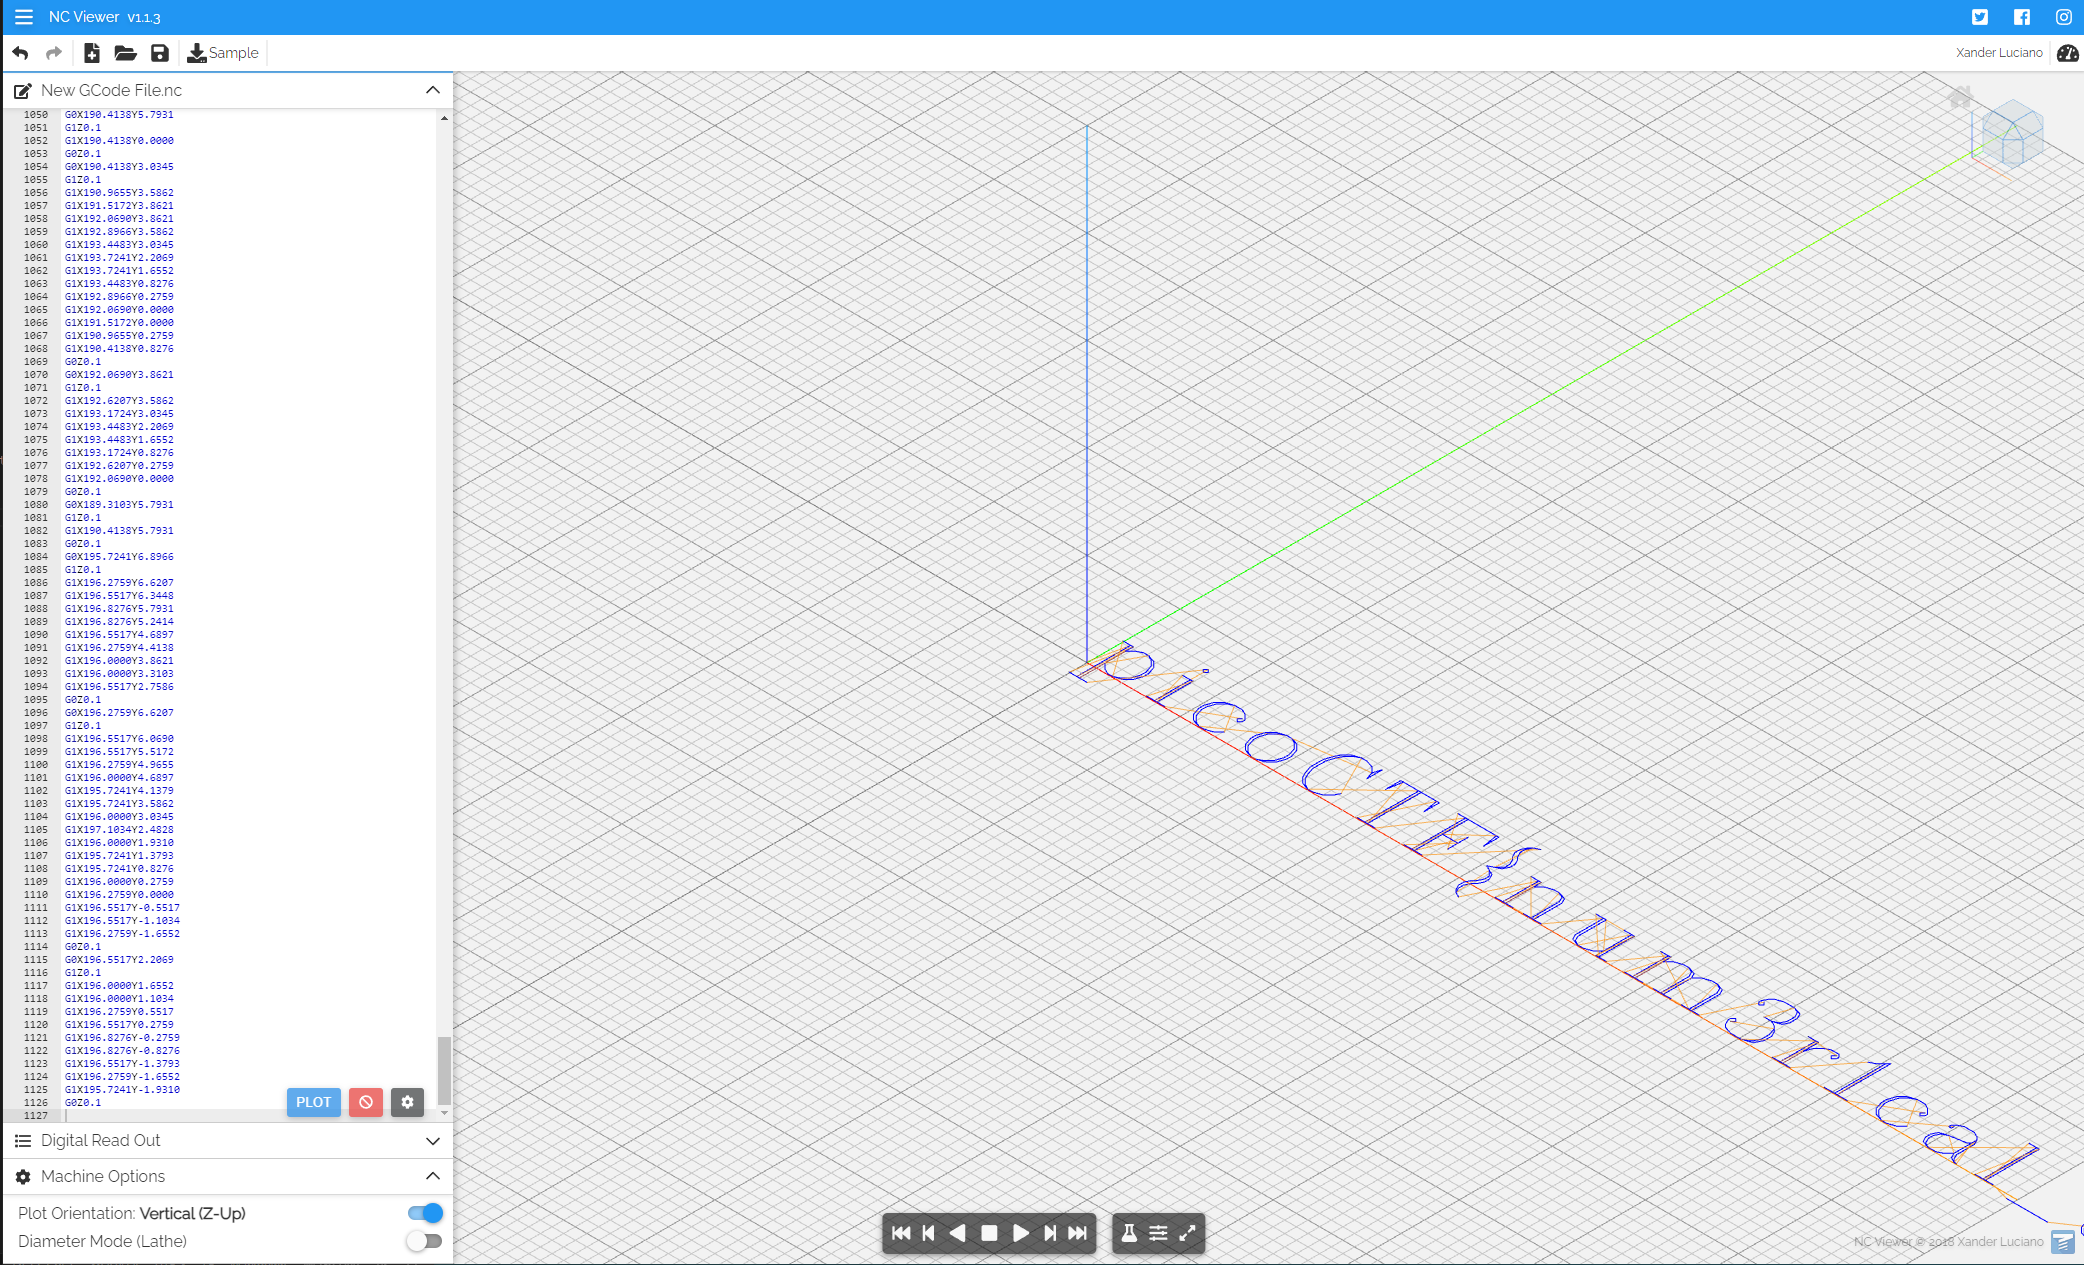 NC Viewer v1.1.3
Sample
Xander Luciano
New GCode File.nc
1050 G0X190.4138Y5.7931
1051 G1Z0.1
1052 G1X190.4138Y0.0000
1053 G0Z0.1
1054 G0X190.4138Y3.0345
1055 G1Z0.1
1056 G1X190.9655Y3.5862
1057 G1X191.5172Y3.8621
1058 G1X192.0690Y3.8621
1059 G1X192.8966Y3.5862
1060 G1X193.4483Y3.0345
1061 G1X193.7241Y2.2069
1062 G1X193.7241Y1.6552
1063 G1X193.4483Y0.8276
1064 G1X192.8966Y0.2759
1065 G1X192.0690Y0.0000
1066 G1X191.5172Y0.0000
1067 G1X190.9655Y0.2759
1068 G1X190.4138Y0.8276
1069 G0Z0.1
1070 G0X192.0690Y3.8621
1071 G1Z0.1
1072 G1X192.6207Y3.5862
1073 G1X193.1724Y3.0345
1074 G1X193.4483Y2.2069
1075 G1X193.4483Y1.6552
1076 G1X193.1724Y0.8276
1077 G1X192.6207Y0.2759
1078 G1X192.0690Y0.0000
1079 G0Z0.1
1080 G0X189.3103Y5.7931
1081 G1Z0.1
1082 G1X190.4138Y5.7931
1083 G0Z0.1
1084 G0X195.7241Y6.8966
1085 G1Z0.1
1086 G1X196.2759Y6.6207
1087 G1X196.5517Y6.3448
1088 G1X196.8276Y5.7931
1089 G1X196.8276Y5.2414
1090 G1X196.5517Y4.6897
1091 G1X196.2759Y4.4138
1092 G1X196.0000Y3.8621
1093 G1X196.0000Y3.3103
1094 G1X196.5517Y2.7586
1095 G0Z0.1
1096 G0X196.2759Y6.6207
1097 G1Z0.1
1098 G1X196.5517Y6.0690
1099 G1X196.5517Y5.5172
1100 G1X196.2759Y4.9655
1101 G1X196.0000Y4.6897
1102 G1X195.7241Y4.1379
1103 G1X195.7241Y3.5862
1104 G1X196.0000Y3.0345
1105 G1X197.1034Y2.4828
1106 G1X196.0000Y1.9310
1107 G1X195.7241Y1.3793
1108 G1X195.7241Y0.8276
1109 G1X196.0000Y0.2759
1110 G1X196.2759Y0.0000
1111 G1X196.5517Y-0.5517
1112 G1X196.5517Y-1.1034
1113 G1X196.2759Y-1.6552
1114 G0Z0.1
1115 G0X196.5517Y2.2069
1116 G1Z0.1
1117 G1X196.0000Y1.6552
1118 G1X196.0000Y1.1034
1119 G1X196.2759Y0.5517
1120 G1X196.5517Y0.2759
1121 G1X196.8276Y-0.2759
1122 G1X196.8276Y-0.8276
1123 G1X196.5517Y-1.3793
1124 G1X196.2759Y-1.6552
1125 G1X195.7241Y-1.9310
1126 G0Z0.1
1127
PLOT
Digital Read Out
Machine Options
Plot Orientation: Vertical (Z-Up)
Diameter Mode (Lathe)
picoCTF{num3r1cal
NC Viewer © 2018 Xander Luciano